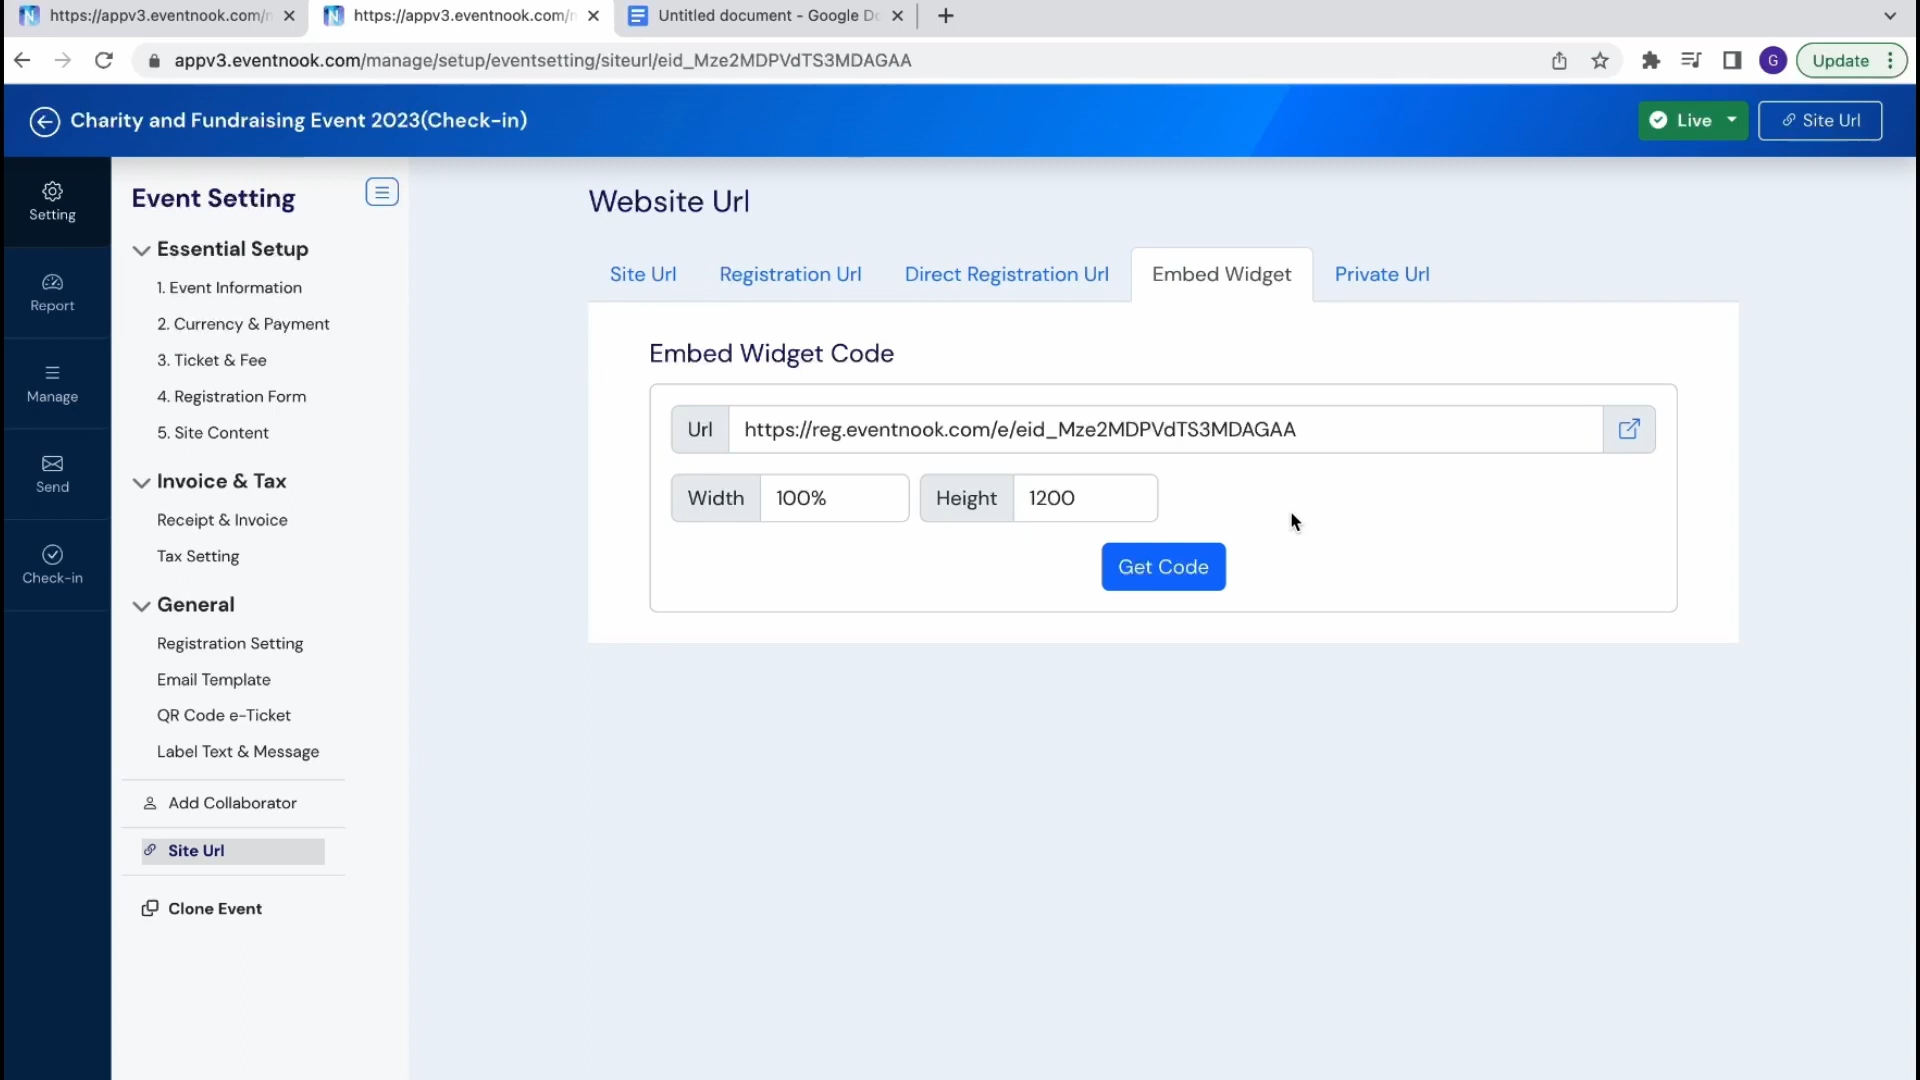 https://appv3.eventnook.com/
https://appv3.eventnook.com/
Untitled document - Google Do
appv3.eventnook.com/manage/setup/eventsetting/siteurl/eid_Mze2MDPVdTS3MDAGAA
G
Update
Charity and Fundraising Event 2023(Check-in)
Live
Site Url
Setting
Report
Manage
Send
Check-in
Event Setting
Essential Setup
1. Event Information
2. Currency & Payment
3. Ticket & Fee
4. Registration Form
5. Site Content
Invoice & Tax
Receipt & Invoice
Tax Setting
General
Registration Setting
Email Template
QR Code e-Ticket
Label Text & Message
Add Collaborator
Site Url
Clone Event
Website Url
Site Url
Registration Url
Direct Registration Url
Embed Widget
Private Url
Embed Widget Code
Url
https://reg.eventnook.com/e/eid_Mze2MDPVdTS3MDAGAA
Width
100%
Height
1200
Get Code